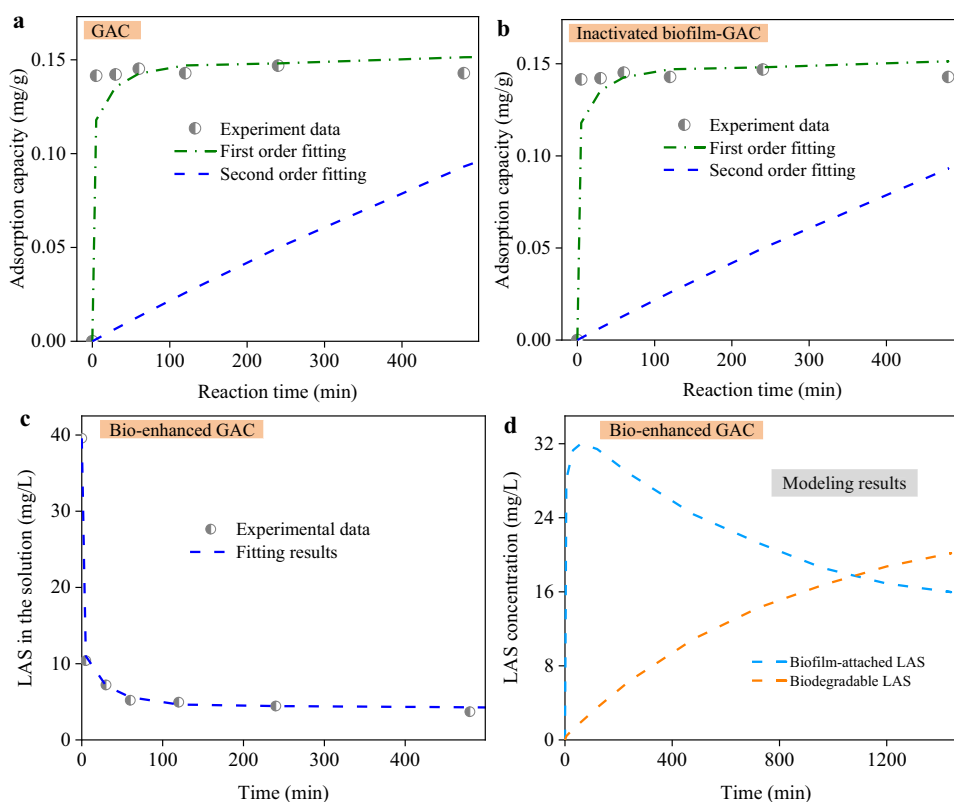 a
GAC
Adsorption capacity (mg/g)
0.15
0.10
0.05
0.00
Experiment data
First order fitting
Second order fitting
0
100
200
300
400
Reaction time (min)
b
Inactivated biofilm-GAC
Adsorption capacity (mg/g)
0.15
0.10
0.05
0.00
Experiment data
First order fitting
Second order fitting
0
100
200
300
400
Reaction time (min)
c
Bio-enhanced GAC
LAS in the solution (mg/L)
40
30
20
10
0
Experimental data
Fitting results
0
100
200
300
400
Time (min)
d
Bio-enhanced GAC
Modeling results
LAS concentration (mg/L)
32
24
16
8
0
Biofilm-attached LAS
Biodegradable LAS
0
400
800
1200
Time (min)